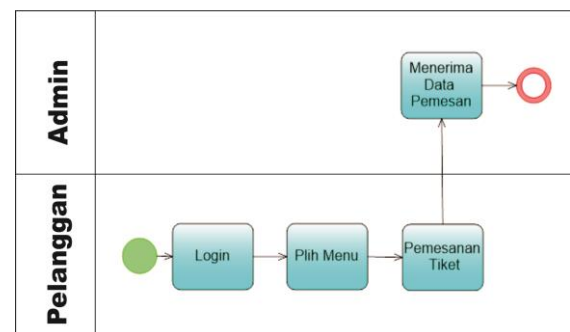 Admin
Menerima
Data
Pemesan
Pelanggan
Login
Plih Menu
Pemesanan
Tiket